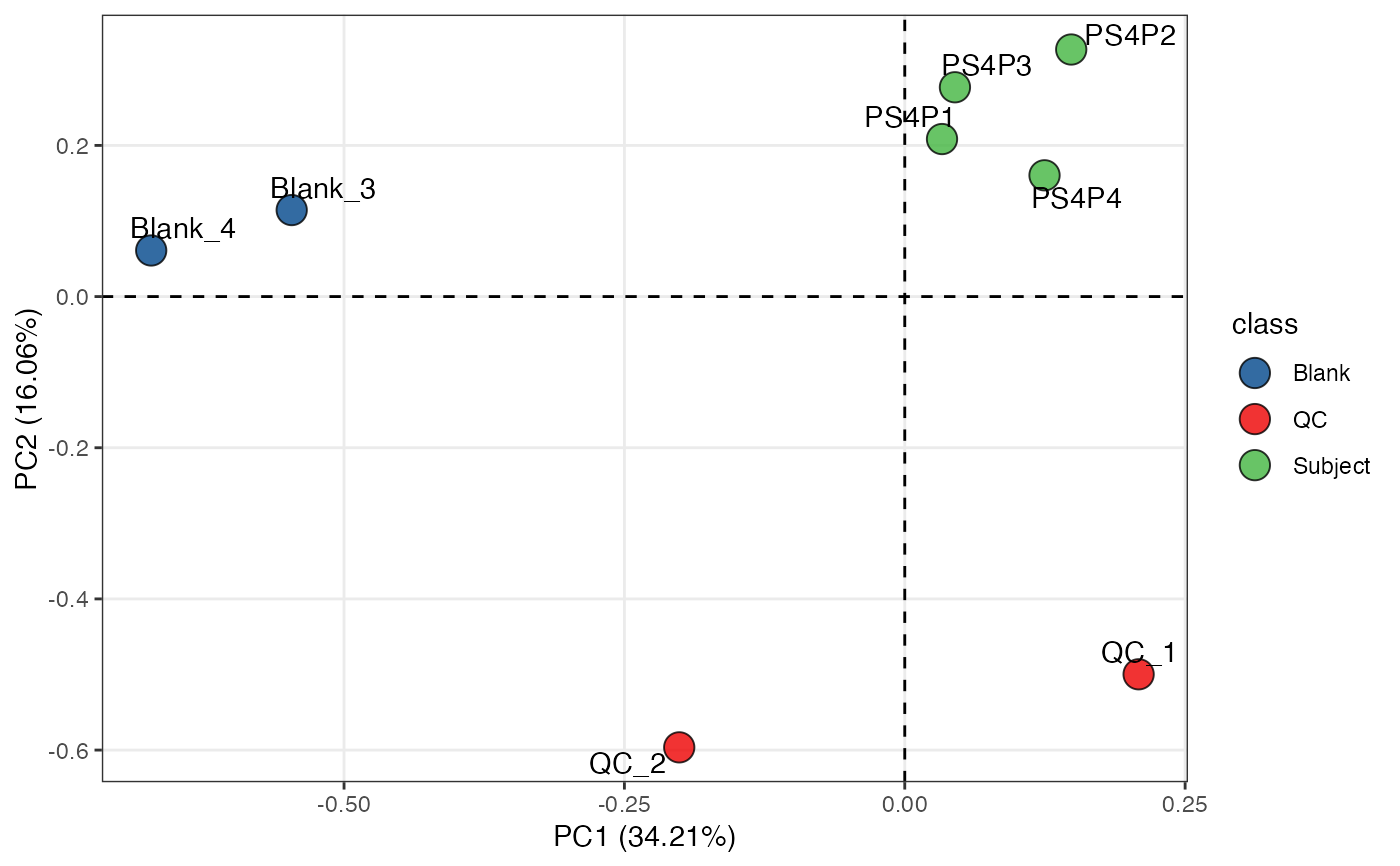 PS4P2
PS4P3
PS4P1
PS4P4
Blank_3
Blank_4
QC_1
QC_2
0.2
0.0
-0.2
-0.4
-0.6
-0.50
-0.25
0.00
0.25
PC1 (34.21%)
PC2 (16.06%)
class
Blank
QC
Subject